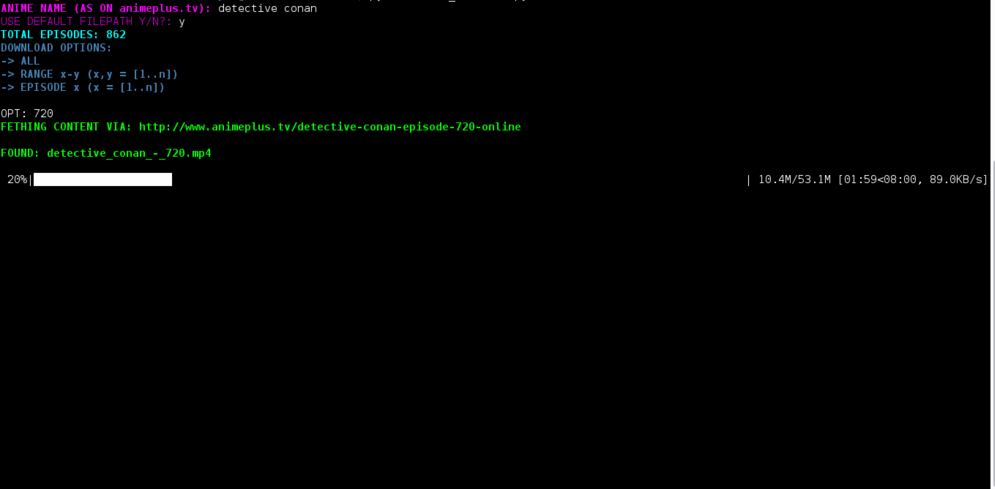 ANIME NAME (AS ON animeplus.tv): detective conan
USE DEFAULT FILEPATH Y/N?: y
TOTAL EPISODES: 862
DOWNLOAD OPTIONS:
-> ALL
-> RANGE x-y (x,y = [1..n])
-> EPISODE x (x = [1..n])
OPT: 720
FETHING CONTENT VIA: http://www.animeplus.tv/detective-conan-episode-720-online
FOUND: detective_conan_-_720.mp4
20%| | 10.4M/53.1M [01:59<08:00, 89.0KB/s]